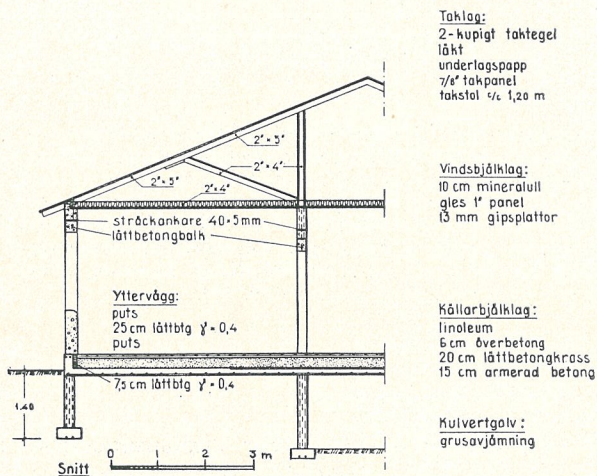 Taklag:
2-kupigt taktegel
läkt
underlagspapp
7/8" takpanel
takstol c/c 1,20 m
2"×5"
2"×4"
2"×5"
2"×4"
Vindsbjälklag:
10 cm mineralull
gles 1" panel
13 mm gipsplattor
sträckankare 40×5mm
lättbetongbalk
Yttervägg:
puts
25 cm lättbtg γ = 0,4
puts
Källarbjälklag:
linoleum
6 cm överbetong
20 cm lättbetongkross
15 cm armerad betong
7,5 cm lättbtg γ = 0,4
1.40
Kulvertgolv:
grusavjämning
Snitt
0 1 2 3 m